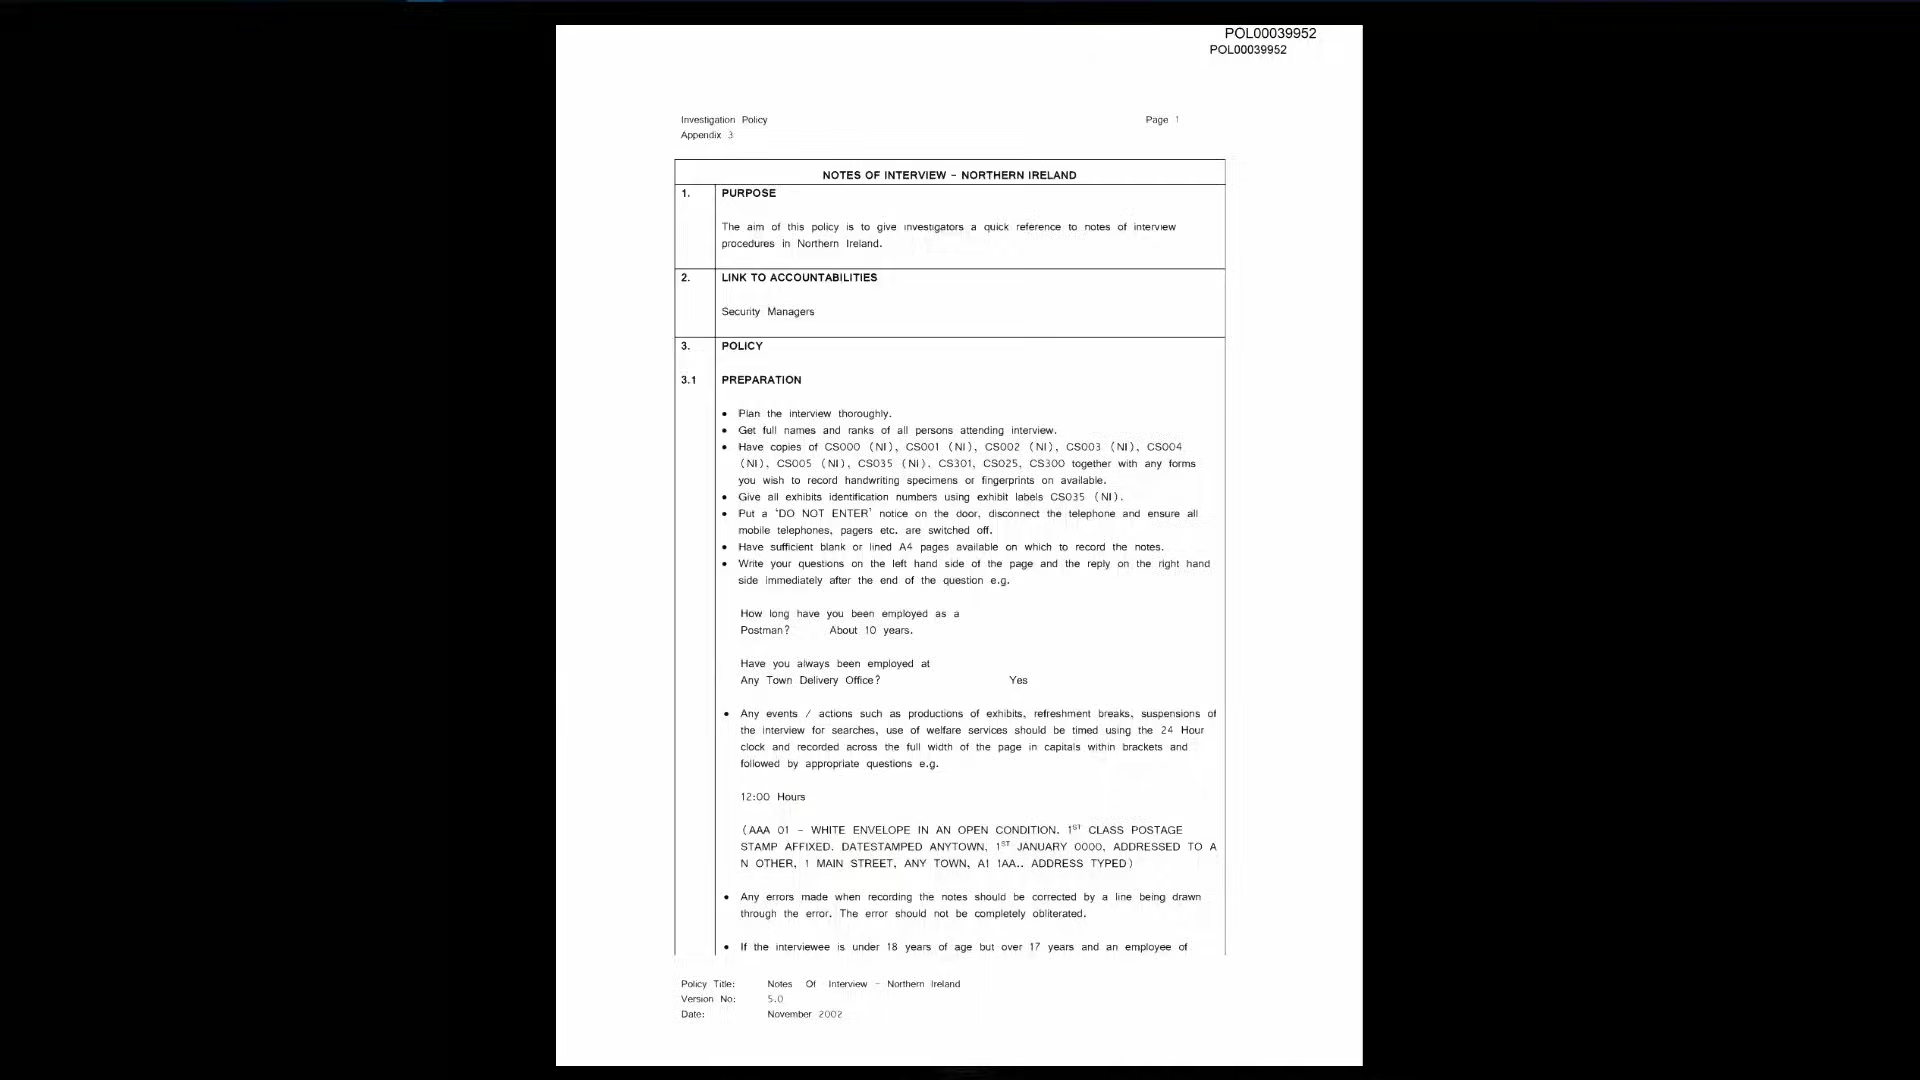 POL00039952
POL00039952
Investigation Policy Page 1
Appendix 3
NOTES OF INTERVIEW – NORTHERN IRELAND
1. PURPOSE
The aim of this policy is to give investigators a quick reference to notes of interview
procedures in Northern Ireland.
2. LINK TO ACCOUNTABILITIES
Security Managers
3. POLICY
3.1 PREPARATION
• Plan the interview thoroughly.
• Get full names and ranks of all persons attending interview.
• Have copies of CS000 (NI), CS001 (NI), CS002 (NI), CS003 (NI), CS004
(NI), CS005 (NI), CS035 (NI), CS301, CS025, CS300 together with any forms
you wish to record handwriting specimens or fingerprints on available.
• Give all exhibits identification numbers using exhibit labels CS035 (NI).
• Put a 'DO NOT ENTER' notice on the door, disconnect the telephone and ensure all
mobile telephones, pagers etc. are switched off.
• Have sufficient blank or lined A4 pages available on which to record the notes.
• Write your questions on the left hand side of the page and the reply on the right hand
side immediately after the end of the question e.g.
How long have you been employed as a
Postman? About 10 years.
Have you always been employed at
Any Town Delivery Office? Yes
• Any events / actions such as productions of exhibits, refreshment breaks, suspensions of
the interview for searches, use of welfare services should be timed using the 24 Hour
clock and recorded across the full width of the page in capitals within brackets and
followed by appropriate questions e.g.
12:00 Hours
(AAA 01 – WHITE ENVELOPE IN AN OPEN CONDITION. 1ST CLASS POSTAGE
STAMP AFFIXED. DATESTAMPED ANYTOWN, 1ST JANUARY 0000, ADDRESSED TO A
N OTHER, 1 MAIN STREET, ANY TOWN, A1 1AA.. ADDRESS TYPED)
• Any errors made when recording the notes should be corrected by a line being drawn
through the error. The error should not be completely obliterated.
• If the interviewee is under 18 years of age but over 17 years and an employee of
Policy Title: Notes Of Interview – Northern Ireland
Version No: 5.0
Date: November 2002